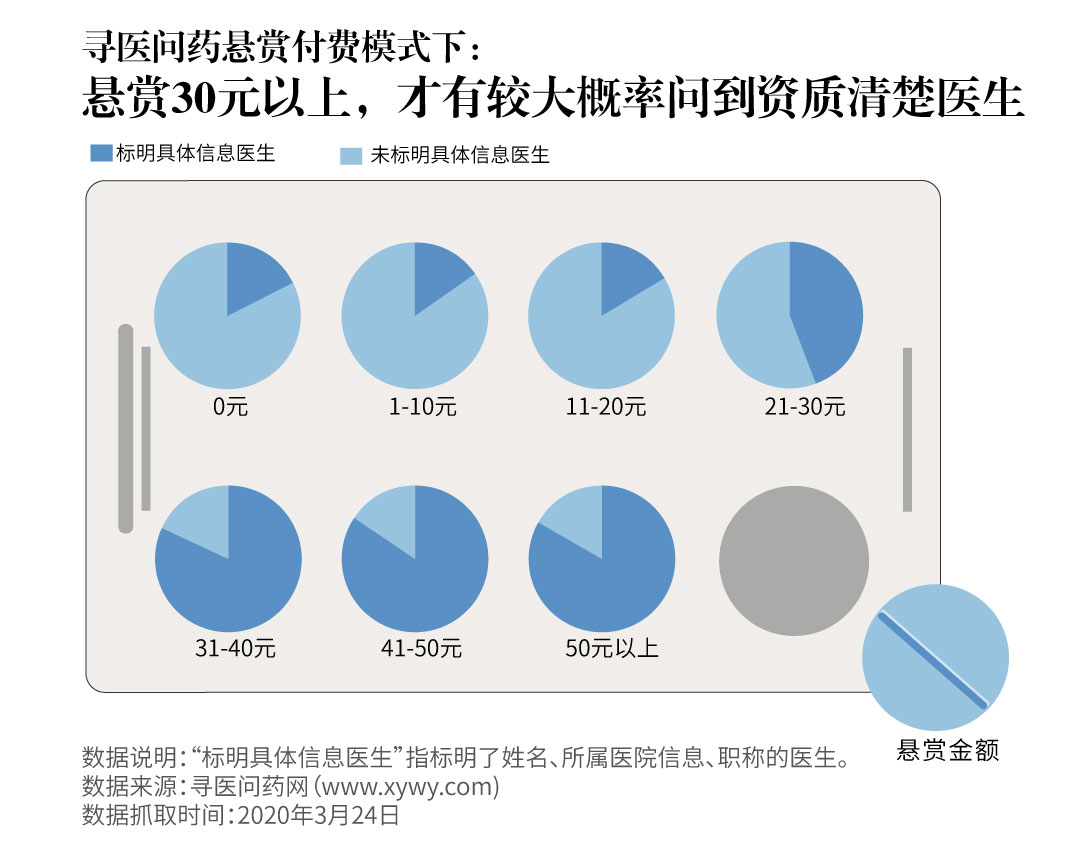 寻医问药悬赏付费模式下：
悬赏30元以上，才有较大概率问到资质清楚医生
标明具体信息医生 未标明具体信息医生
0元 1-10元 11-20元 21-30元
31-40元 41-50元 50元以上
悬赏金额
数据说明：“标明具体信息医生”指标明了姓名、所属医院信息、职称的医生。
数据来源：寻医问药网（www.xywy.com)
数据抓取时间：2020年3月24日